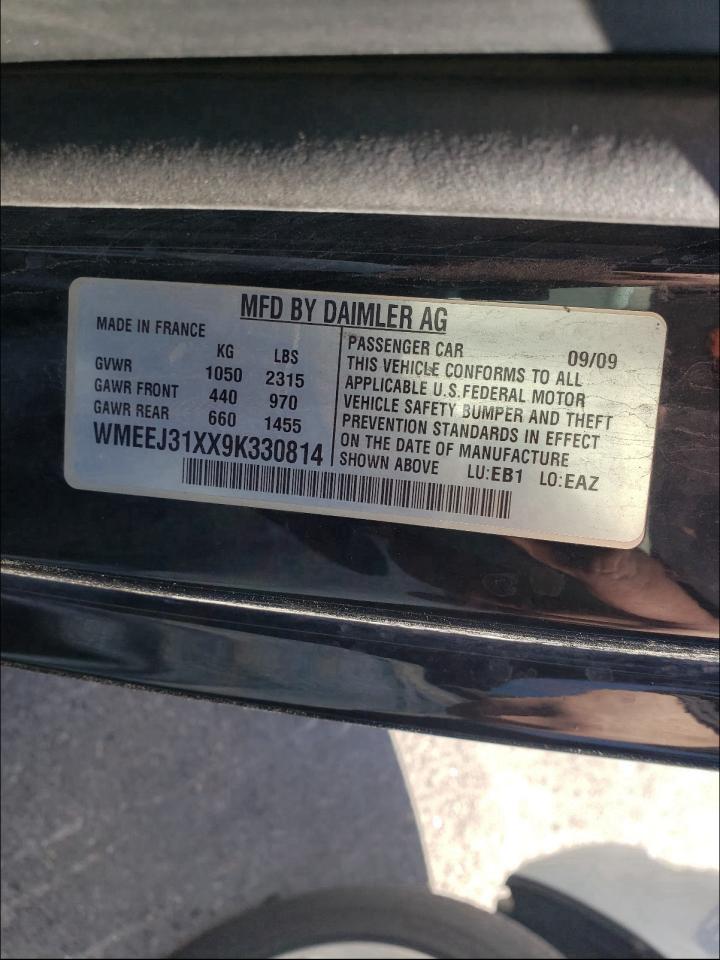 MFD BY DAIMLER AG
MADE IN FRANCE
KG LBS
GVWR 1050 2315
GAWR FRONT 440 970
GAWR REAR 660 1455
WMEEJ31XX9K330814
PASSENGER CAR 09/09
THIS VEHICLE CONFORMS TO ALL
APPLICABLE U.S.FEDERAL MOTOR
VEHICLE SAFETY BUMPER AND THEFT
PREVENTION STANDARDS IN EFFECT
ON THE DATE OF MANUFACTURE
SHOWN ABOVE LU:EB1 LO:EAZ